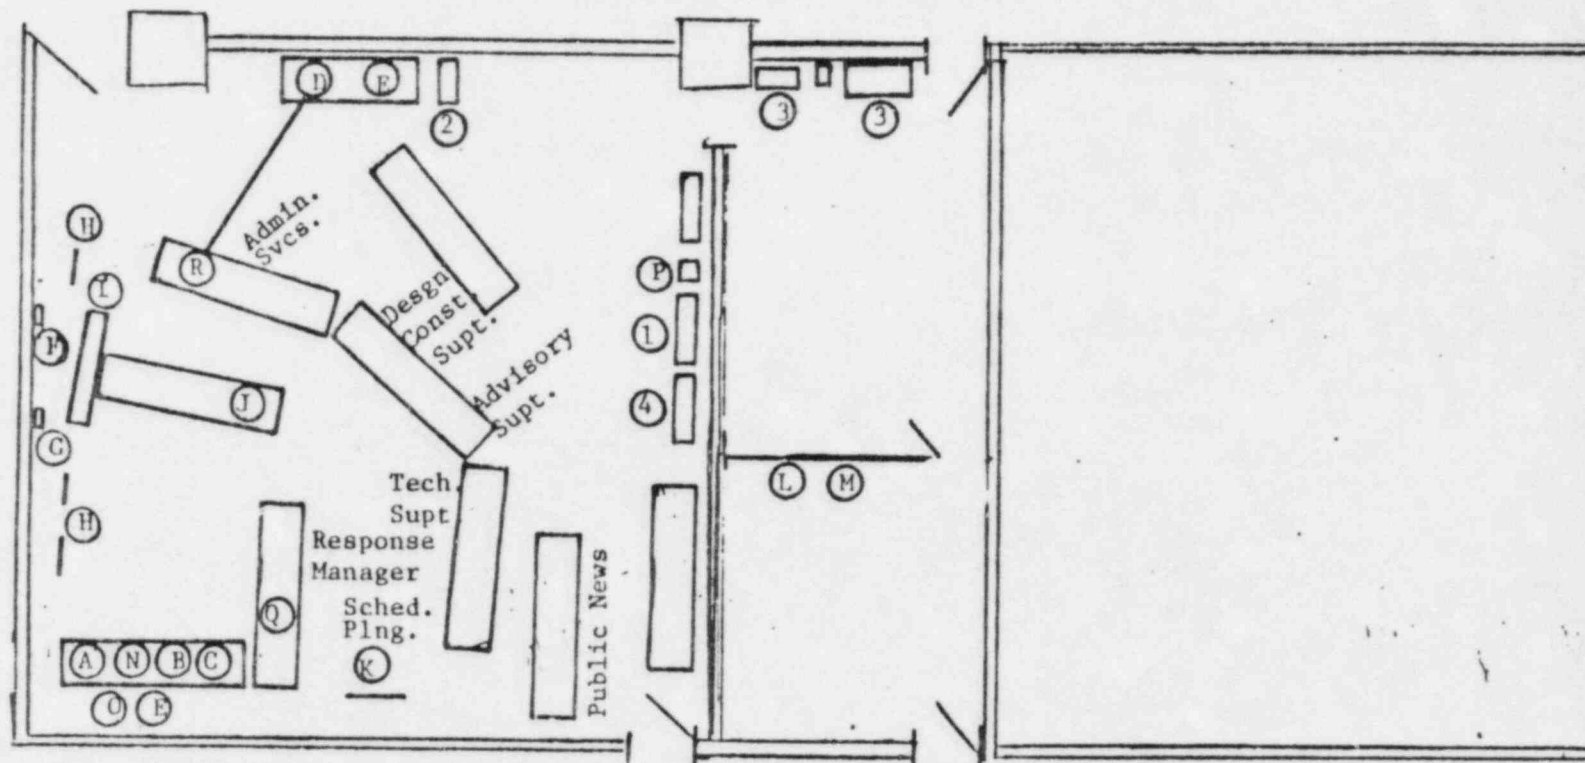 D E
2
3
3
H
Admin.
Svcs.
R
P
I
Desgn
Const.
Supt.
1
J
Advisory
Supt.
4
G
Tech.
Supt
L M
H
Response
Manager
Sched.
Plng.
Q
Public News
A N B C
K
O E